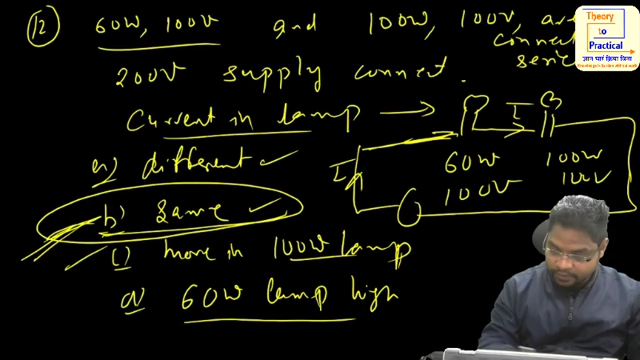 (12) 60W, 100V and 100W, 100V, are
connect
series
200V supply connect.
Current in lamp →
a) different ✓
b) Same ✓
c) more in 100W lamp
d) 60W lamp high
I
I
60W 100W
100V 100V
Theory
to
Practical